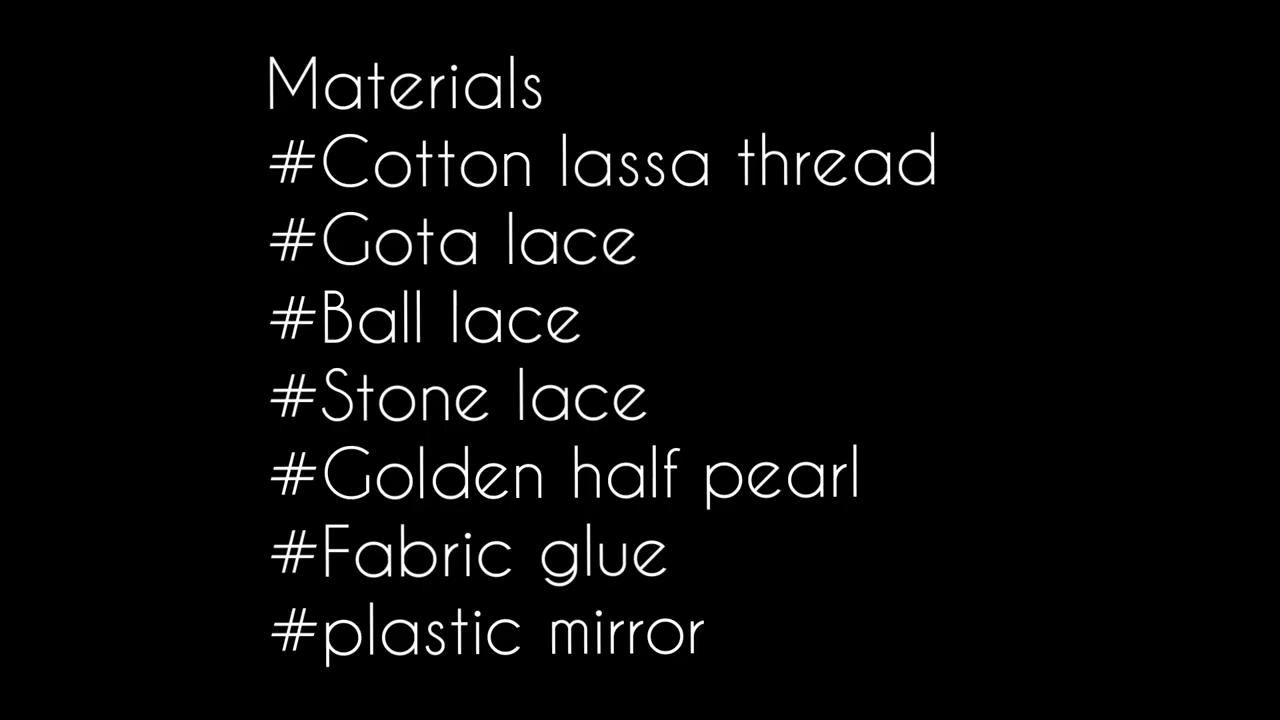 Materials
#Cotton lassa thread
#Gota lace
#Ball lace
#Stone lace
#Golden half pearl
#Fabric glue
#plastic mirror